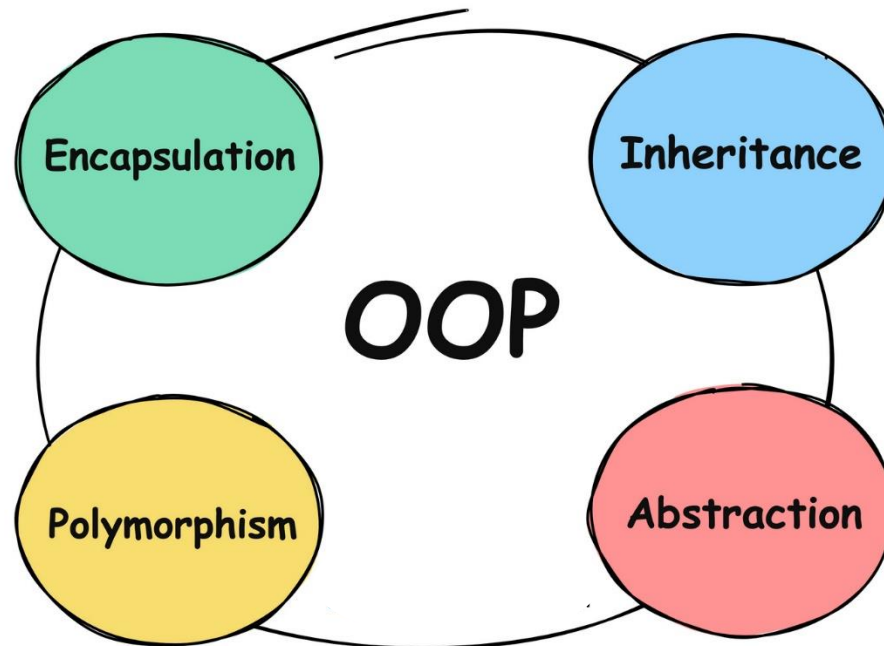 Encapsulation
Inheritance
OOP
Polymorphism
Abstraction